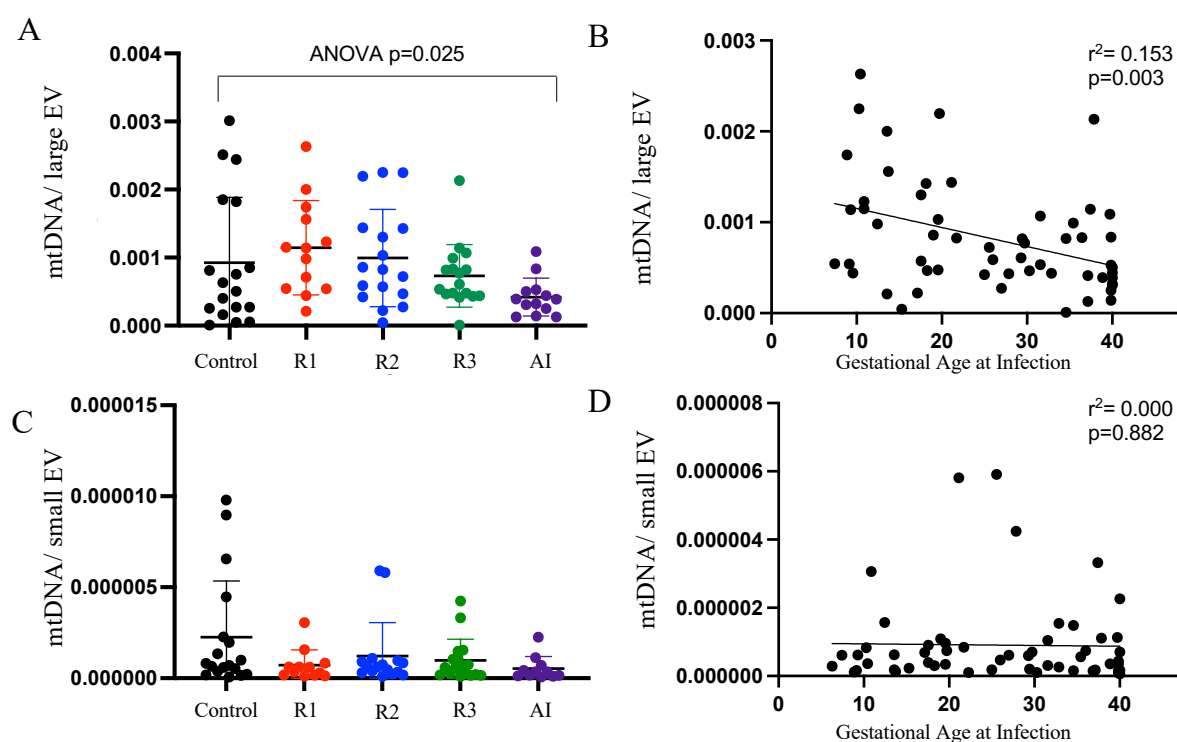 A
mtDNA/ large EV
ANOVA p=0.025
0.004
0.003
0.002
0.001
0.000
Control R1 R2 R3 AI
B
mtDNA/ large EV
r²= 0.153
p=0.003
0.003
0.002
0.001
0.000
0 10 20 30 40
Gestational Age at Infection
C
mtDNA/ small EV
0.000015
0.000010
0.000005
0.000000
Control R1 R2 R3 AI
D
mtDNA/ small EV
r²= 0.000
p=0.882
0.000008
0.000006
0.000004
0.000002
0.000000
0 10 20 30 40
Gestational Age at Infection